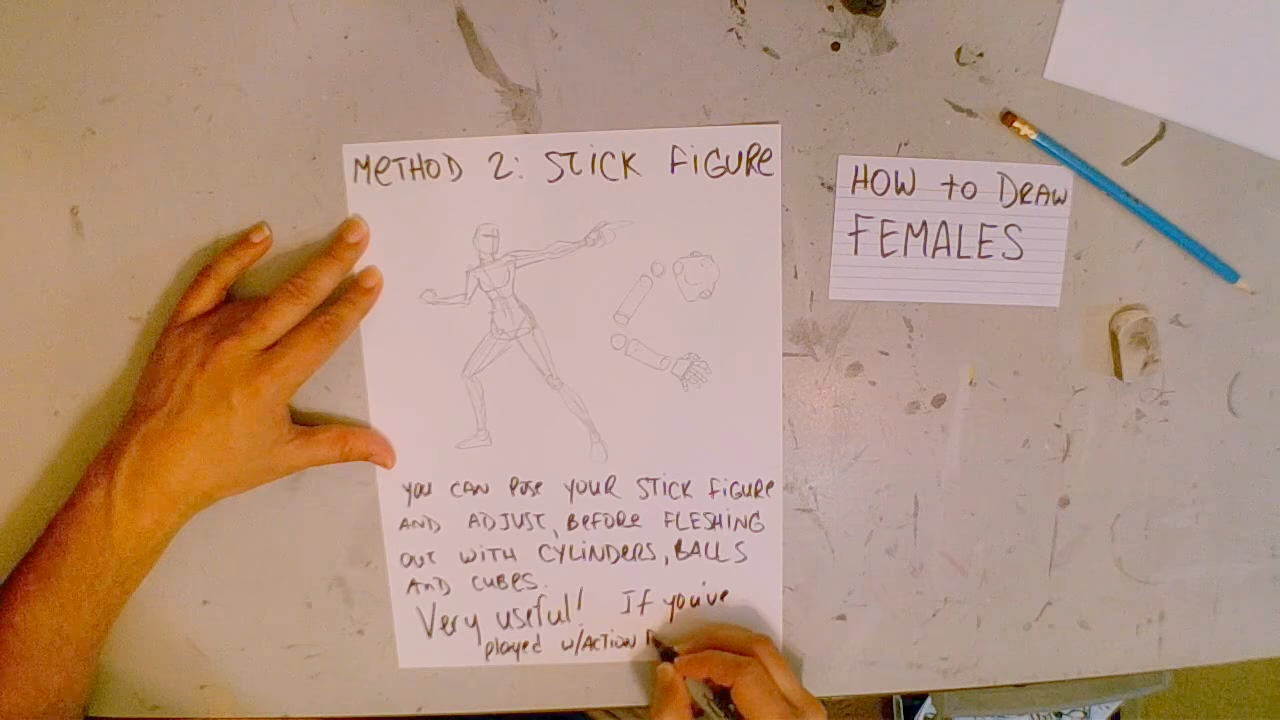 METHOD 2: STICK FIGURE
YOU CAN POSE YOUR STICK FIGURE
AND ADJUST, BEFORE FLESHING
OUT WITH CYLINDERS, BALLS
AND CUBES.
Very useful! If you've
played w/ACTION
HOW to DRAW
FEMALES